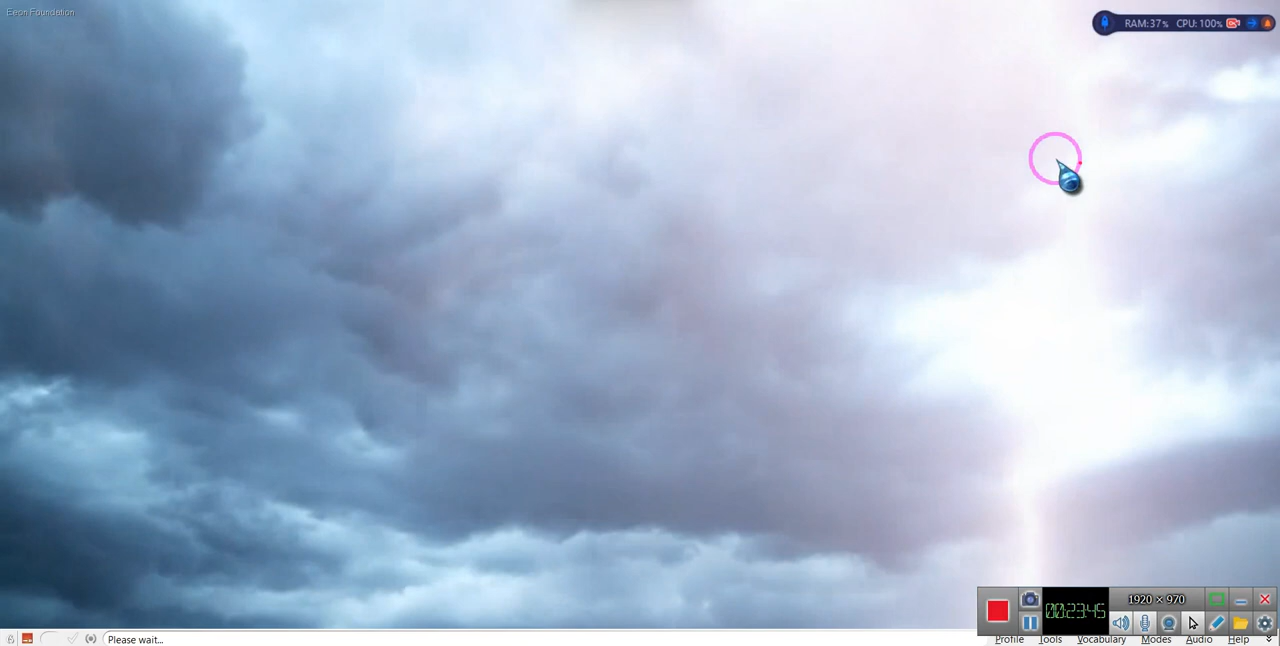 Eeon Foundation
RAM:37% CPU:100%
00:23:45
1920 × 970
Please wait...
Profile Tools Vocabulary Modes Audio Help